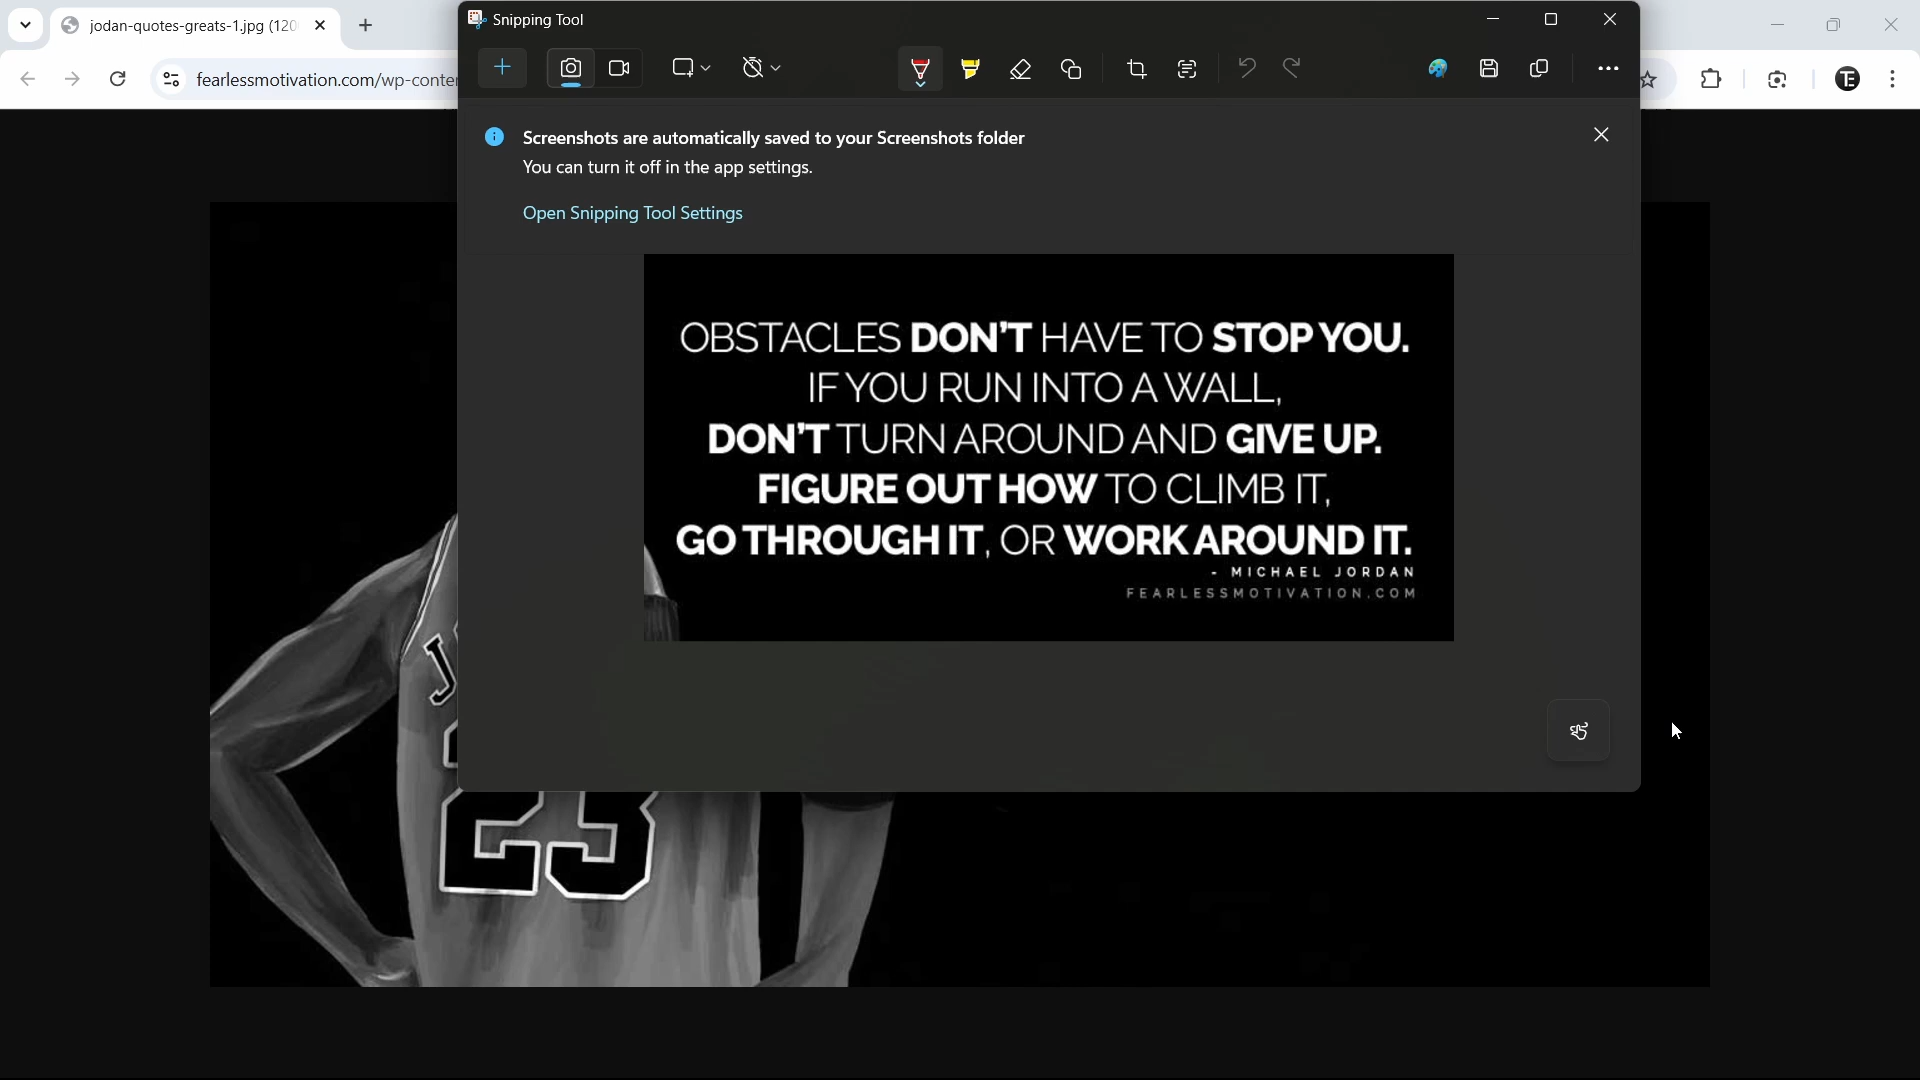 jodan-quotes-greats-1.jpg (120
Snipping Tool
fearlessmotivation.com/wp-conte
TE
Screenshots are automatically saved to your Screenshots folder
You can turn it off in the app settings.
Open Snipping Tool Settings
OBSTACLES DON'T HAVE TO STOP YOU.
IF YOU RUN INTO A WALL,
DON'T TURN AROUND AND GIVE UP.
FIGURE OUT HOW TO CLIMB IT,
GO THROUGH IT, OR WORK AROUND IT.
- MICHAEL JORDAN
FEARLESSMOTIVATION.COM
J
23